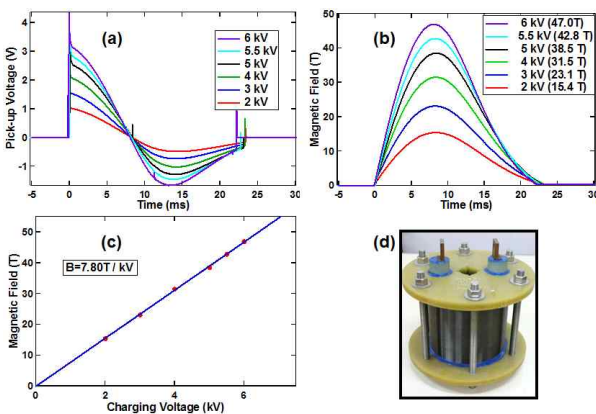 (a)
6 kV
5.5 kV
5 kV
4 kV
3 kV
2 kV
Pick-up Voltage (V)
4
3
2
1
0
-1
-5 0 5 10 15 20 25 30
Time (ms)
(b)
6 kV (47.0T)
5.5 kV (42.8 T)
5 kV (38.5 T)
4 kV (31.5 T)
3 kV (23.1 T)
2 kV (15.4 T)
Magnetic Field (T)
50
40
30
20
10
0
-5 0 5 10 15 20 25 30
Time (ms)
(c)
B=7.80T / kV
Magnetic Field (T)
50
40
30
20
10
0
0 1 2 3 4 5 6 7
Charging Voltage (kV)
(d)